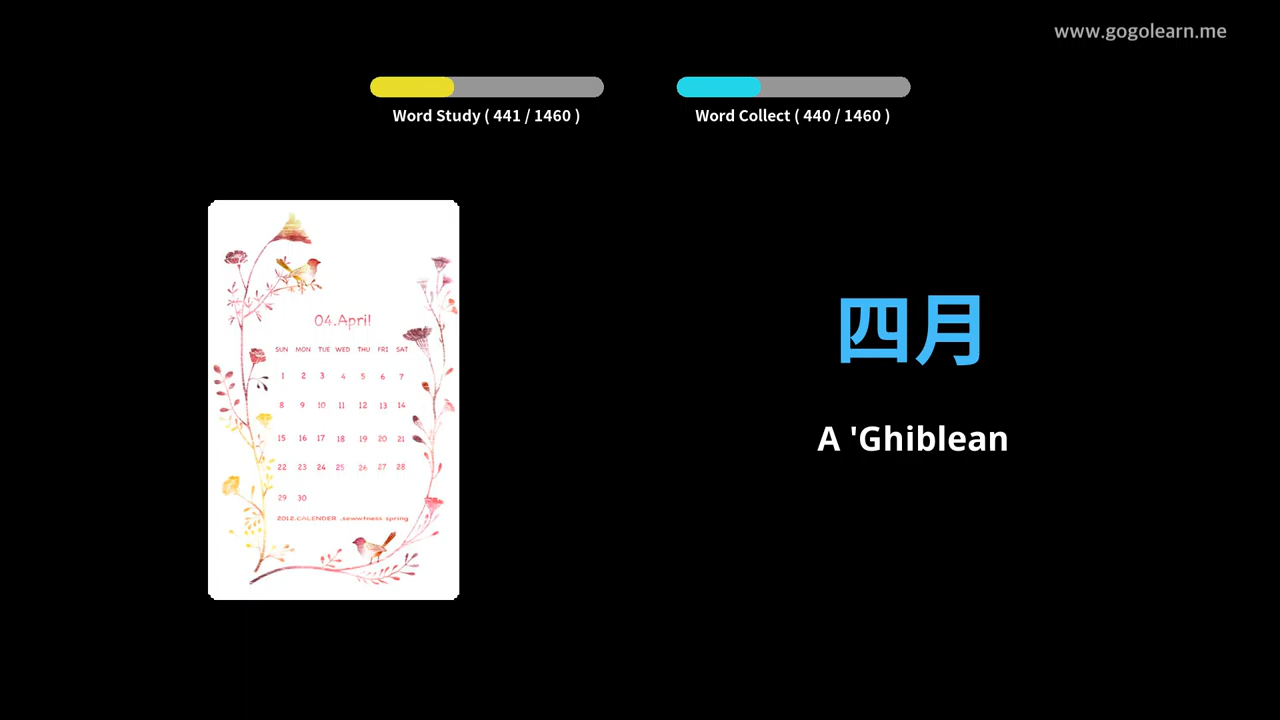 www.gogolearn.me
Word Study ( 441 / 1460 )
Word Collect ( 440 / 1460 )
04.April
SUN MON TUE WED THU FRI SAT
1 2 3 4 5 6 7
8 9 10 11 12 13 14
15 16 17 18 19 20 21
22 23 24 25 26 27 28
29 30
2012.CALENDER .sewwtness spring
四月
A 'Ghiblean